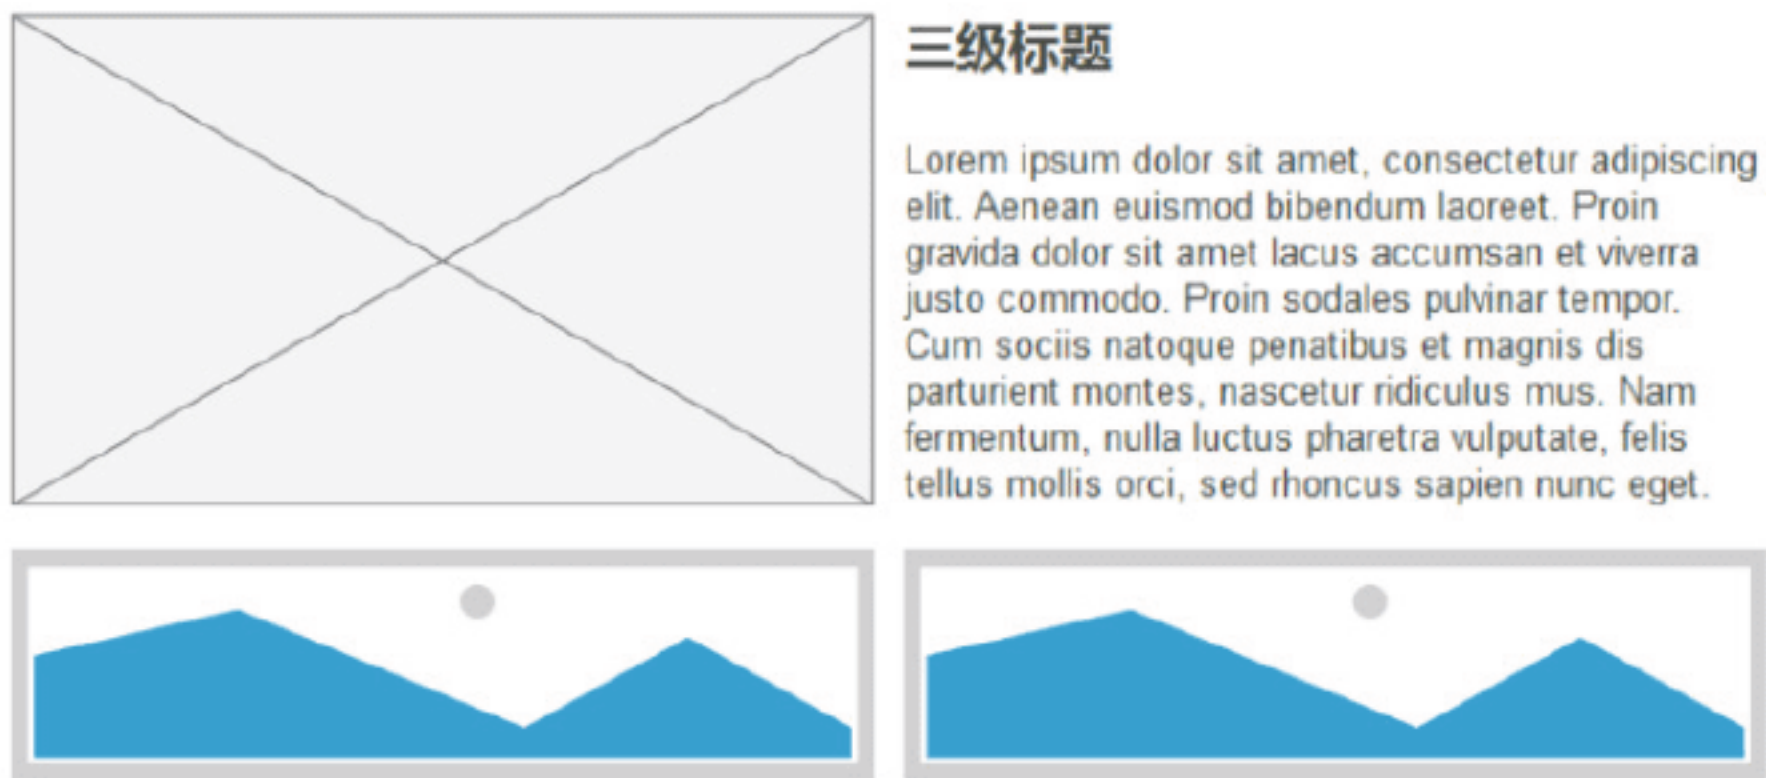 三级标题
Lorem ipsum dolor sit amet, consectetur adipiscing
elit. Aenean euismod bibendum laoreet. Proin
gravida dolor sit amet lacus accumsan et viverra
justo commodo. Proin sodales pulvinar tempor.
Cum sociis natoque penatibus et magnis dis
parturient montes, nascetur ridiculus mus. Nam
fermentum, nulla luctus pharetra vulputate, felis
tellus mollis orci, sed rhoncus sapien nunc eget.